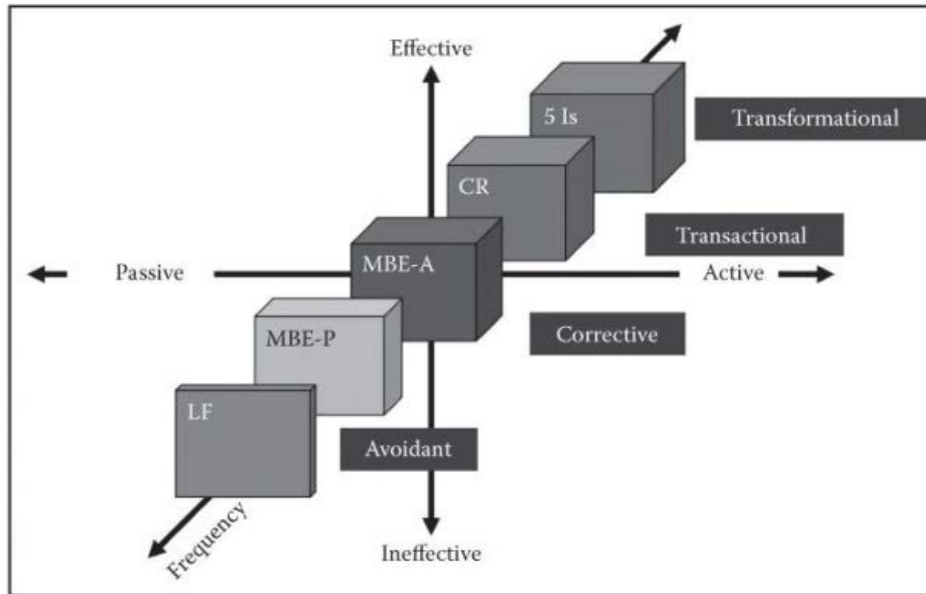 Effective
5 Is
Transformational
CR
Transactional
Passive
MBE-A
Active
MBE-P
Corrective
LF
Avoidant
Frequency
Ineffective